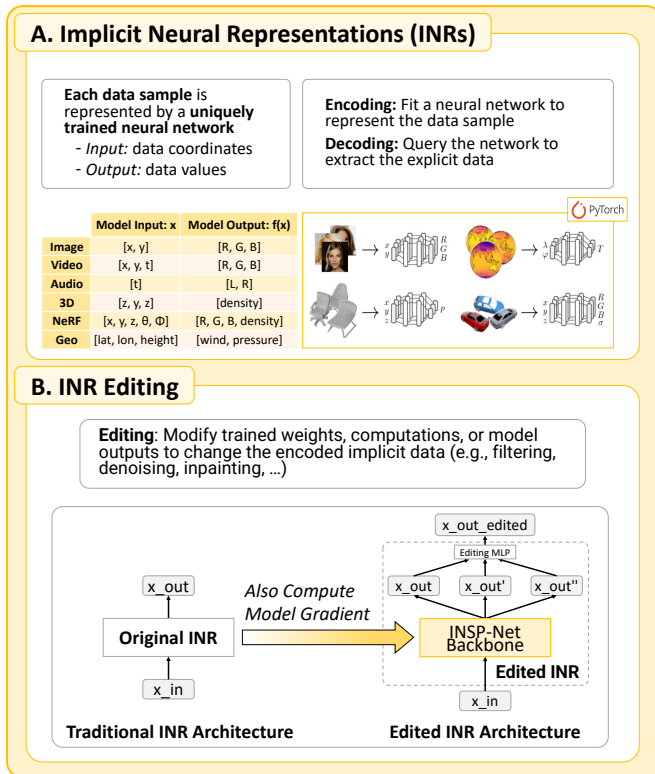 A. Implicit Neural Representations (INRs)
Each data sample is
represented by a uniquely
trained neural network
- Input: data coordinates
- Output: data values
Encoding: Fit a neural network to
represent the data sample
Decoding: Query the network to
extract the explicit data
Model Input: x Model Output: f(x)
Image [x, y] [R, G, B]
Video [x, y, t] [R, G, B]
Audio [t] [L, R]
3D [z, y, z] [density]
NeRF [x, y, z, θ, Φ] [R, G, B, density]
Geo [lat, lon, height] [wind, pressure]
PyTorch
x
y
R
G
B
λ
φ
T
x
y
z
p
x
y
z
R
G
B
σ
B. INR Editing
Editing: Modify trained weights, computations, or model
outputs to change the encoded implicit data (e.g., filtering,
denoising, inpainting, …)
x_out
Original INR
x_in
Traditional INR Architecture
Also Compute
Model Gradient
x_out_edited
Editing MLP
x_out x_out' x_out''
INSP-Net
Backbone
Edited INR
x_in
Edited INR Architecture